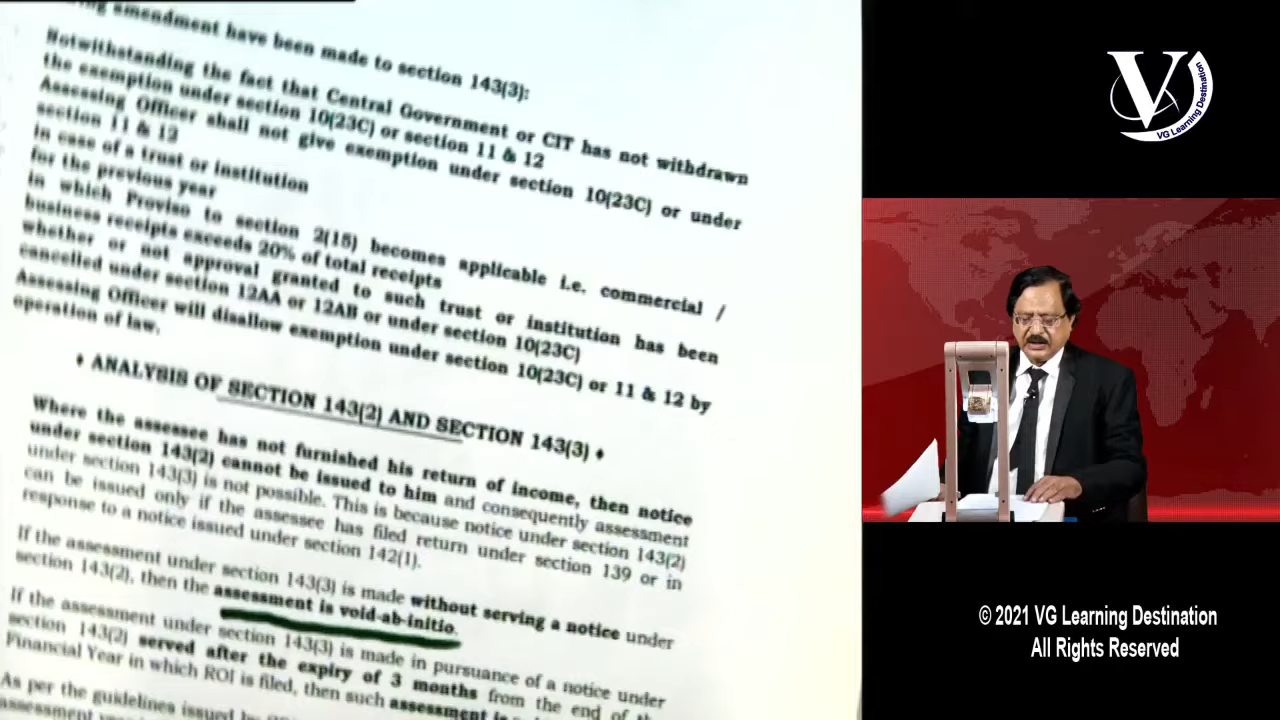 amendment have been made to section 143(3):
Notwithstanding the fact that Central Government or CIT has not withdrawn
the exemption under section 10(23C) or section 11 & 12
Assessing Officer shall not give exemption under section 10(23C) or under
section 11 & 12
In case of a trust or institution
for the previous year
in which Proviso to section 2(15) becomes applicable i.e. commercial /
business receipts exceeds 20% of total receipts
whether or not approval granted to such trust or institution has been
cancelled under section 12AA or 12AB or under section 10(23C)
Assessing Officer will disallow exemption under section 10(23C) or 11 & 12 by
operation of law.
♦ ANALYSIS OF SECTION 143(2) AND SECTION 143(3) ♦
Where the assessee has not furnished his return of income, then notice
under section 143(2) cannot be issued to him and consequently assessment
under section 143(3) is not possible. This is because notice under section 143(2)
can be issued only if the assessee has filed return under section 139 or in
response to a notice issued under section 142(1).
If the assessment under section 143(3) is made without serving a notice under
section 143(2), then the assessment is void-ab-initio.
If the assessment under section 143(3) is made in pursuance of a notice under
section 143(2) served after the expiry of 3 months from the end of the
Financial Year in which ROI is filed, then such assessment is
As per the guidelines issued by
V
VG Learning Destination
© 2021 VG Learning Destination
All Rights Reserved